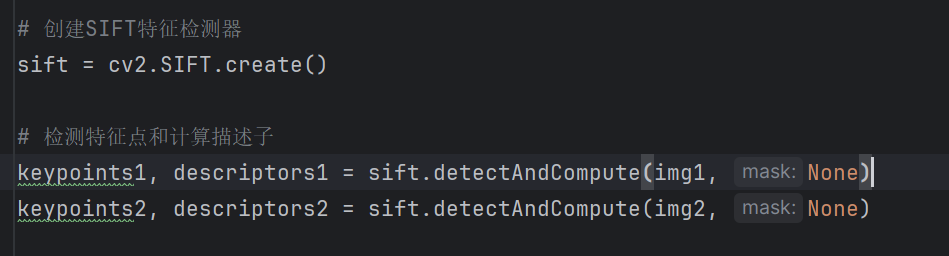 # 创建SIFT特征检测器
sift = cv2.SIFT.create()
# 检测特征点和计算描述子
keypoints1, descriptors1 = sift.detectAndCompute(img1, mask: None)
keypoints2, descriptors2 = sift.detectAndCompute(img2, mask: None)